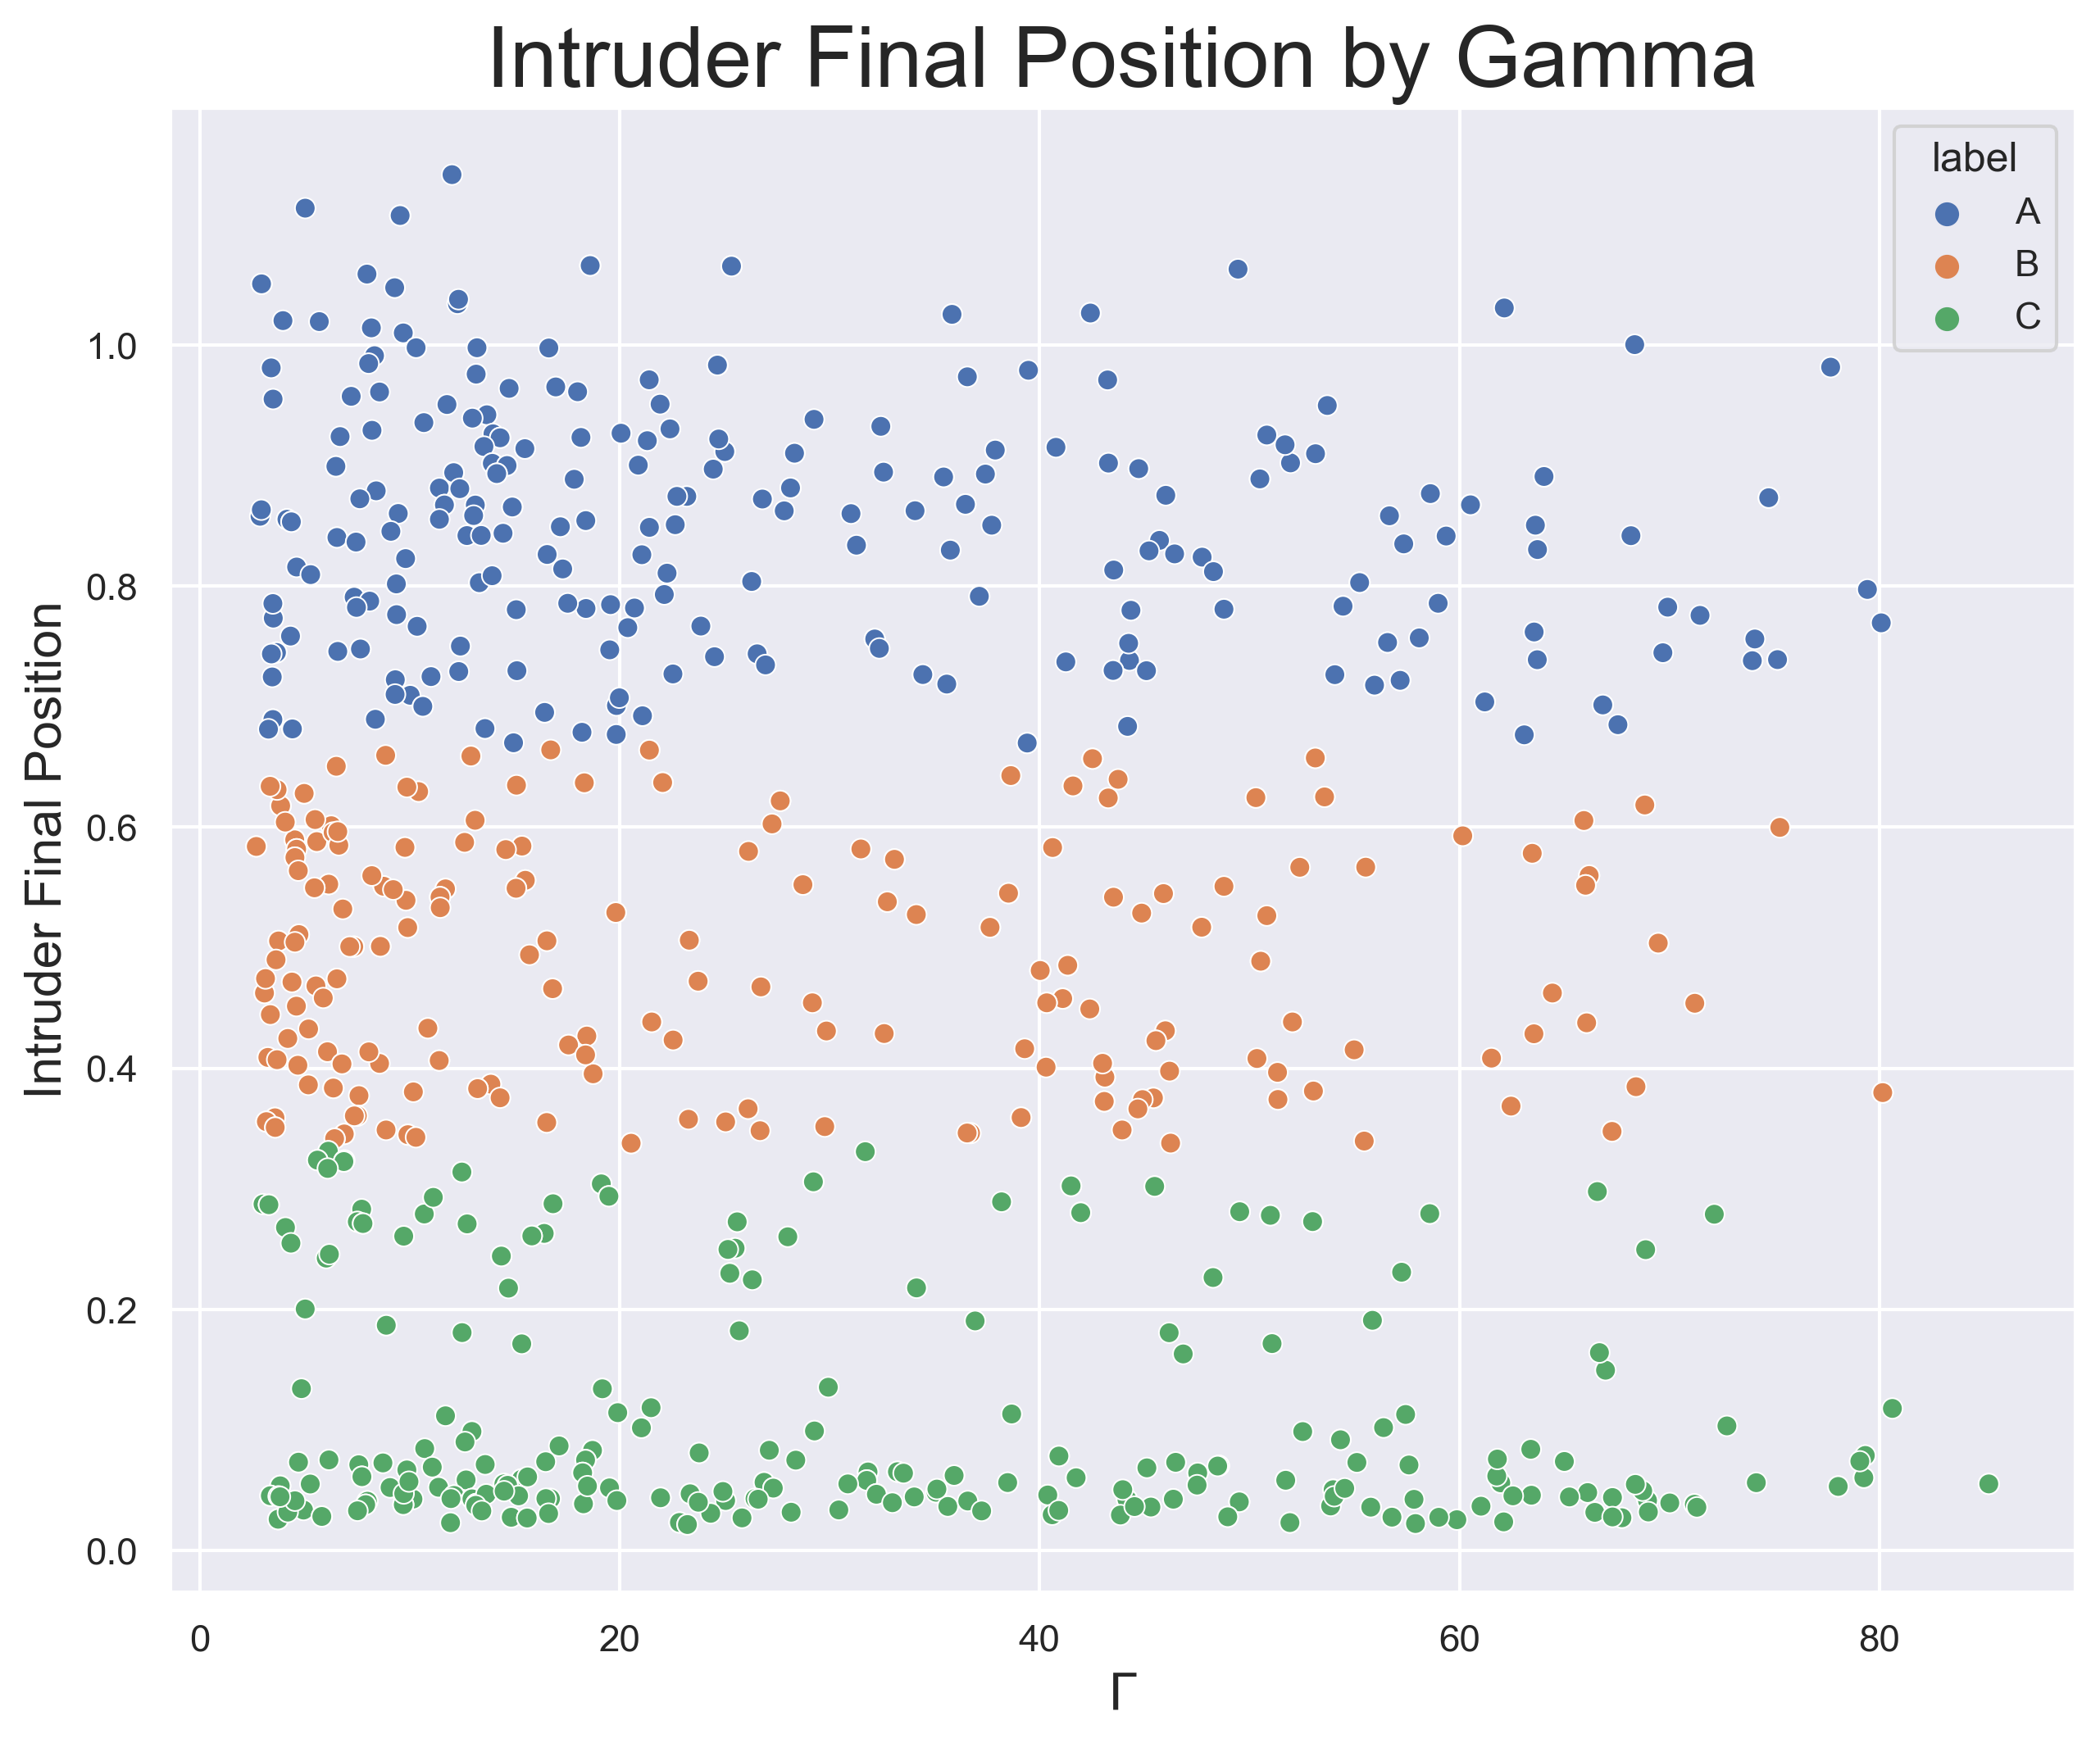 Intruder Final Position by Gamma
label
A
B
C
Intruder Final Position
1.0
0.8
0.6
0.4
0.2
0.0
0 20 40 60 80
Γ